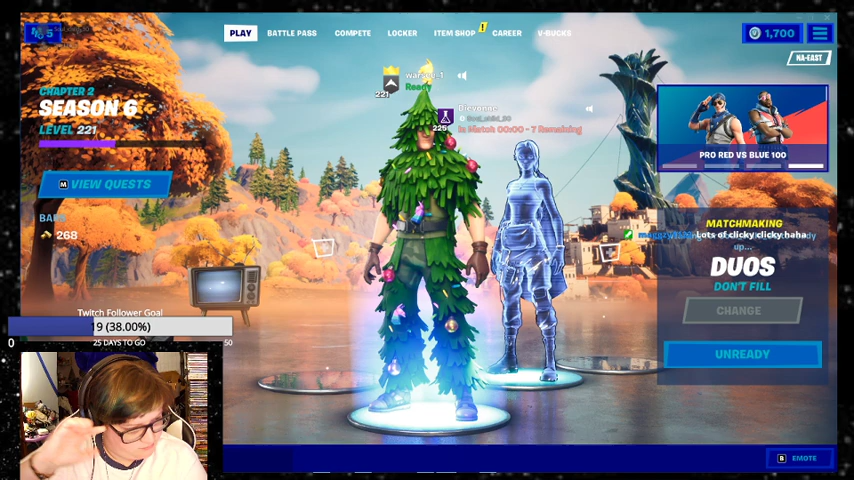 5
PLAY
BATTLE PASS
COMPETE
LOCKER
ITEM SHOP
!
CAREER
V-BUCKS
1,700
NA-EAST
CHAPTER 2
SEASON 6
LEVEL 221
M VIEW QUESTS
BARS
268
221
Ready
225
In Match 00:00 - 7 Remaining
PRO RED VS BLUE 100
MATCHMAKING
Lots of clicky clicky haha
up...
DUOS
DON'T FILL
CHANGE
UNREADY
Twitch Follower Goal
19 (38.00%)
0
25 DAYS TO GO
50
B EMOTE